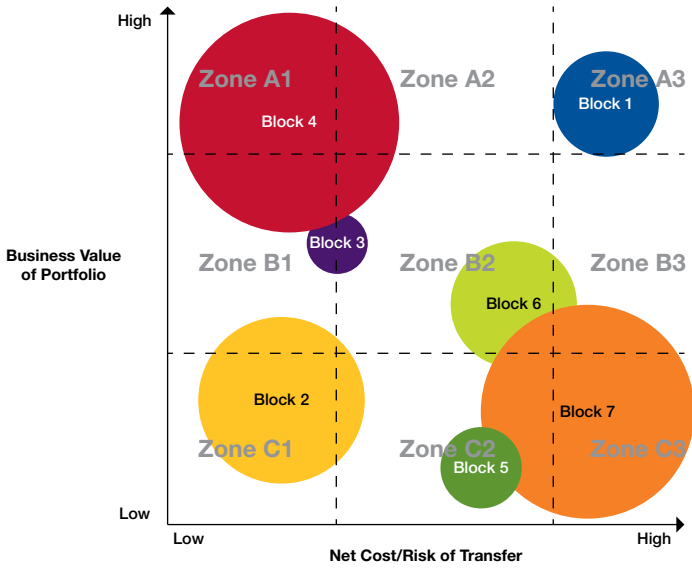 High
Zone A1
Zone A2
Zone A3
Block 1
Block 4
Block 3
Business Value
of Portfolio
Zone B1
Zone B2
Zone B3
Block 6
Block 2
Block 7
Zone C1
Zone C2
Zone C3
Block 5
Low
Low
High
Net Cost/Risk of Transfer